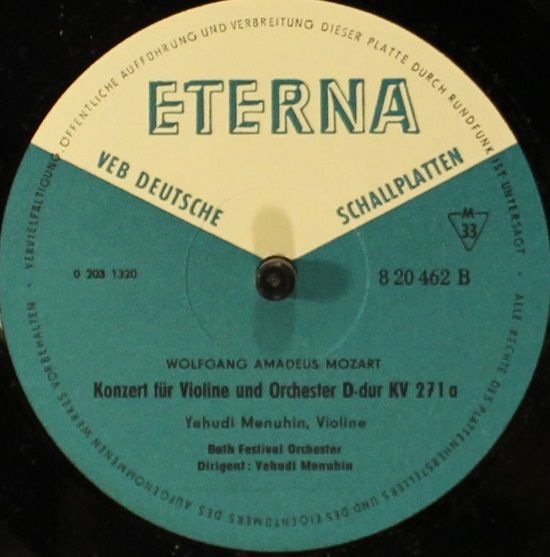 ALLE RECHTE DES PLATTENHERSTELLERS UND DES EIGENTÜMERS DES AUFGENOMMENEN WERKES VORBEHALTEN · VERVIELFÄLTIGUNG, ÖFFENTLICHE AUFFÜHRUNG UND VERBREITUNG DIESER PLATTE DURCH RUNDFUNK IST UNTERSAGT ·
ETERNA
VEB DEUTSCHE SCHALLPLATTEN
M
33
0 203 1320
8 20 462 B
WOLFGANG AMADEUS MOZART
Konzert für Violine und Orchester D-dur KV 271a
Yehudi Menuhin, Violine
Bath Festival Orchester
Dirigent: Yehudi Menuhin